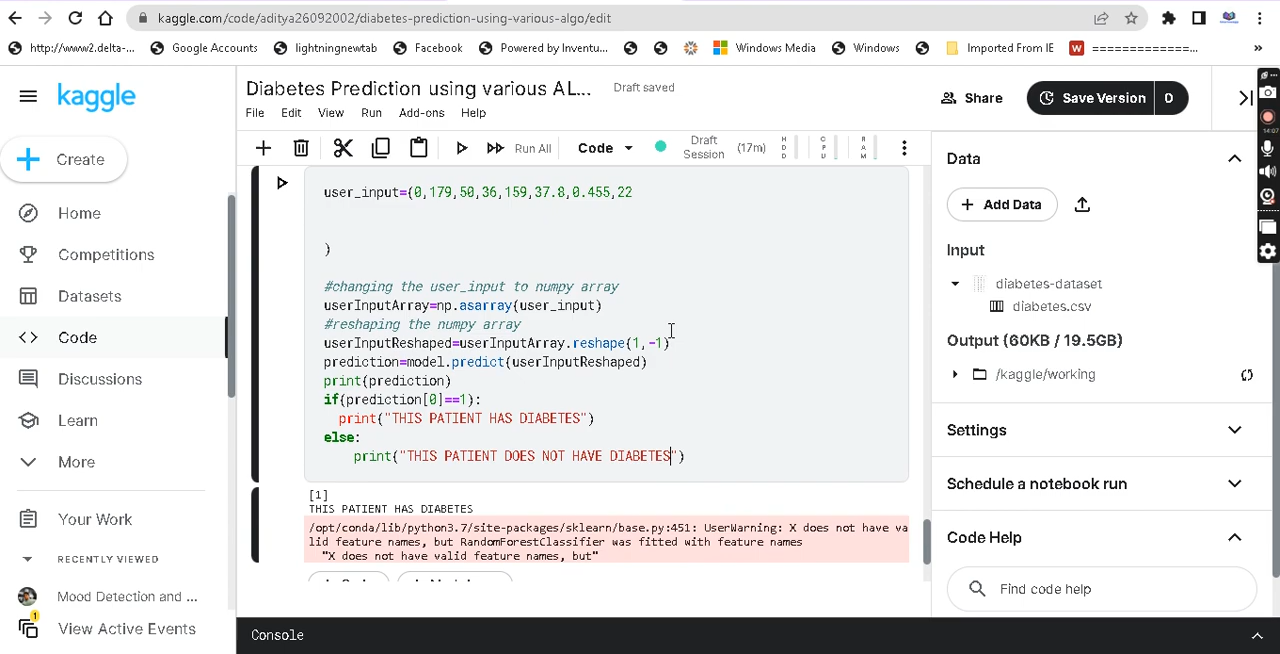 kaggle.com/code/aditya26092002/diabetes-prediction-using-various-algo/edit
http://www2.delta-... Google Accounts lightningnewtab Facebook Powered by Inventu... Windows Media Windows Imported From IE W =============... »
kaggle
Diabetes Prediction using various AL... Draft saved
File Edit View Run Add-ons Help
Share
Save Version 0
14:07
Create
Home
Competitions
Datasets
Code
Discussions
Learn
More
Your Work
RECENTLY VIEWED
Mood Detection and ...
1
View Active Events
Run All Code Draft Session (17m) HDD CPU RAM
user_input=(0,179,50,36,159,37.8,0.455,22
)
#changing the user_input to numpy array
userInputArray=np.asarray(user_input)
#reshaping the numpy array
userInputReshaped=userInputArray.reshape(1,-1)
prediction=model.predict(userInputReshaped)
print(prediction)
if(prediction[0]==1):
print("THIS PATIENT HAS DIABETES")
else:
print("THIS PATIENT DOES NOT HAVE DIABETES")
[1]
THIS PATIENT HAS DIABETES
/opt/conda/lib/python3.7/site-packages/sklearn/base.py:451: UserWarning: X does not have va
lid feature names, but RandomForestClassifier was fitted with feature names
"X does not have valid feature names, but"
Console
Data
Add Data
Input
diabetes-dataset
diabetes.csv
Output (60KB / 19.5GB)
/kaggle/working
Settings
Schedule a notebook run
Code Help
Find code help